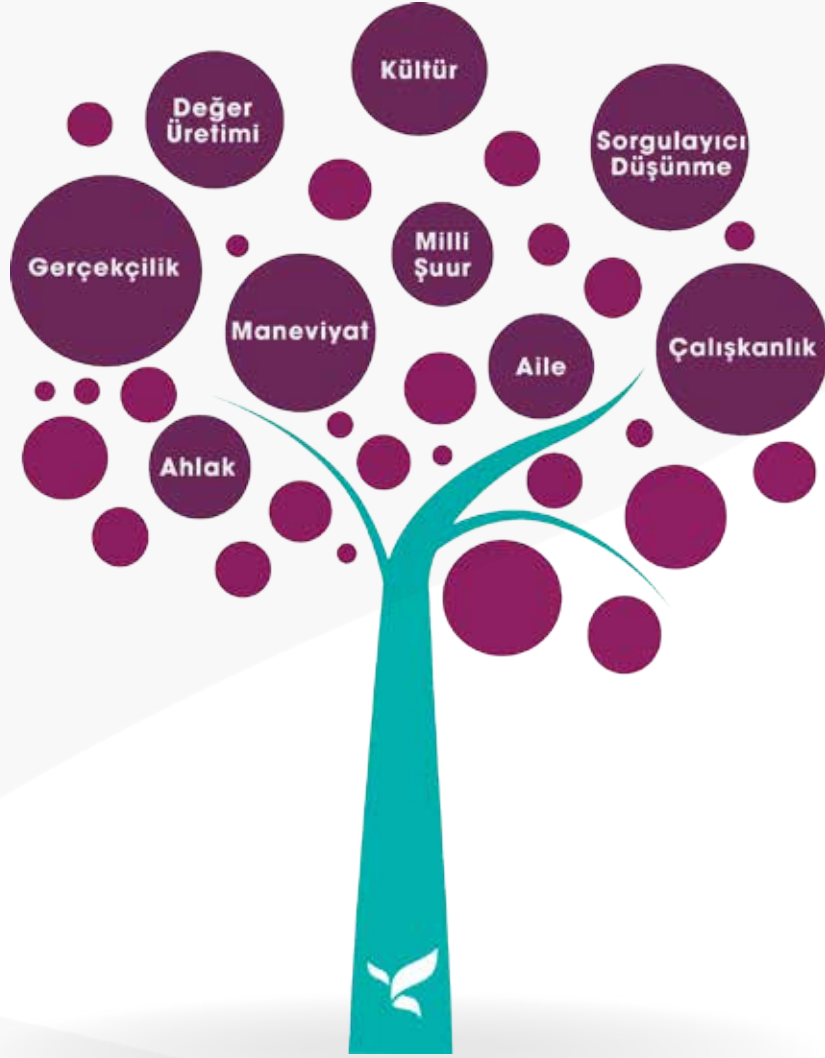 Kültür
Değer
Üretimi
Sorgulayıcı
Düşünme
Milli
Şuur
Gerçekçilik
Maneviyat
Aile
Çalışkanlık
Ahlak